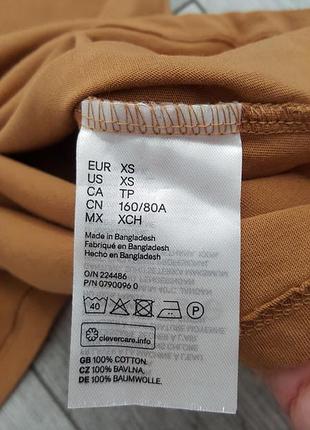 EUR XS
US XS
CA TP
CN 160/80A
MX XCH
Made in Bangladesh
Fabriqué en Bangladesh
Hecho en Bangladesh
O/N 224486
P/N 0790096 0
40 P
clevercare.info
GB 100% COTTON.
CZ 100% BAVLNA.
DE 100% BAUMWOLLE.